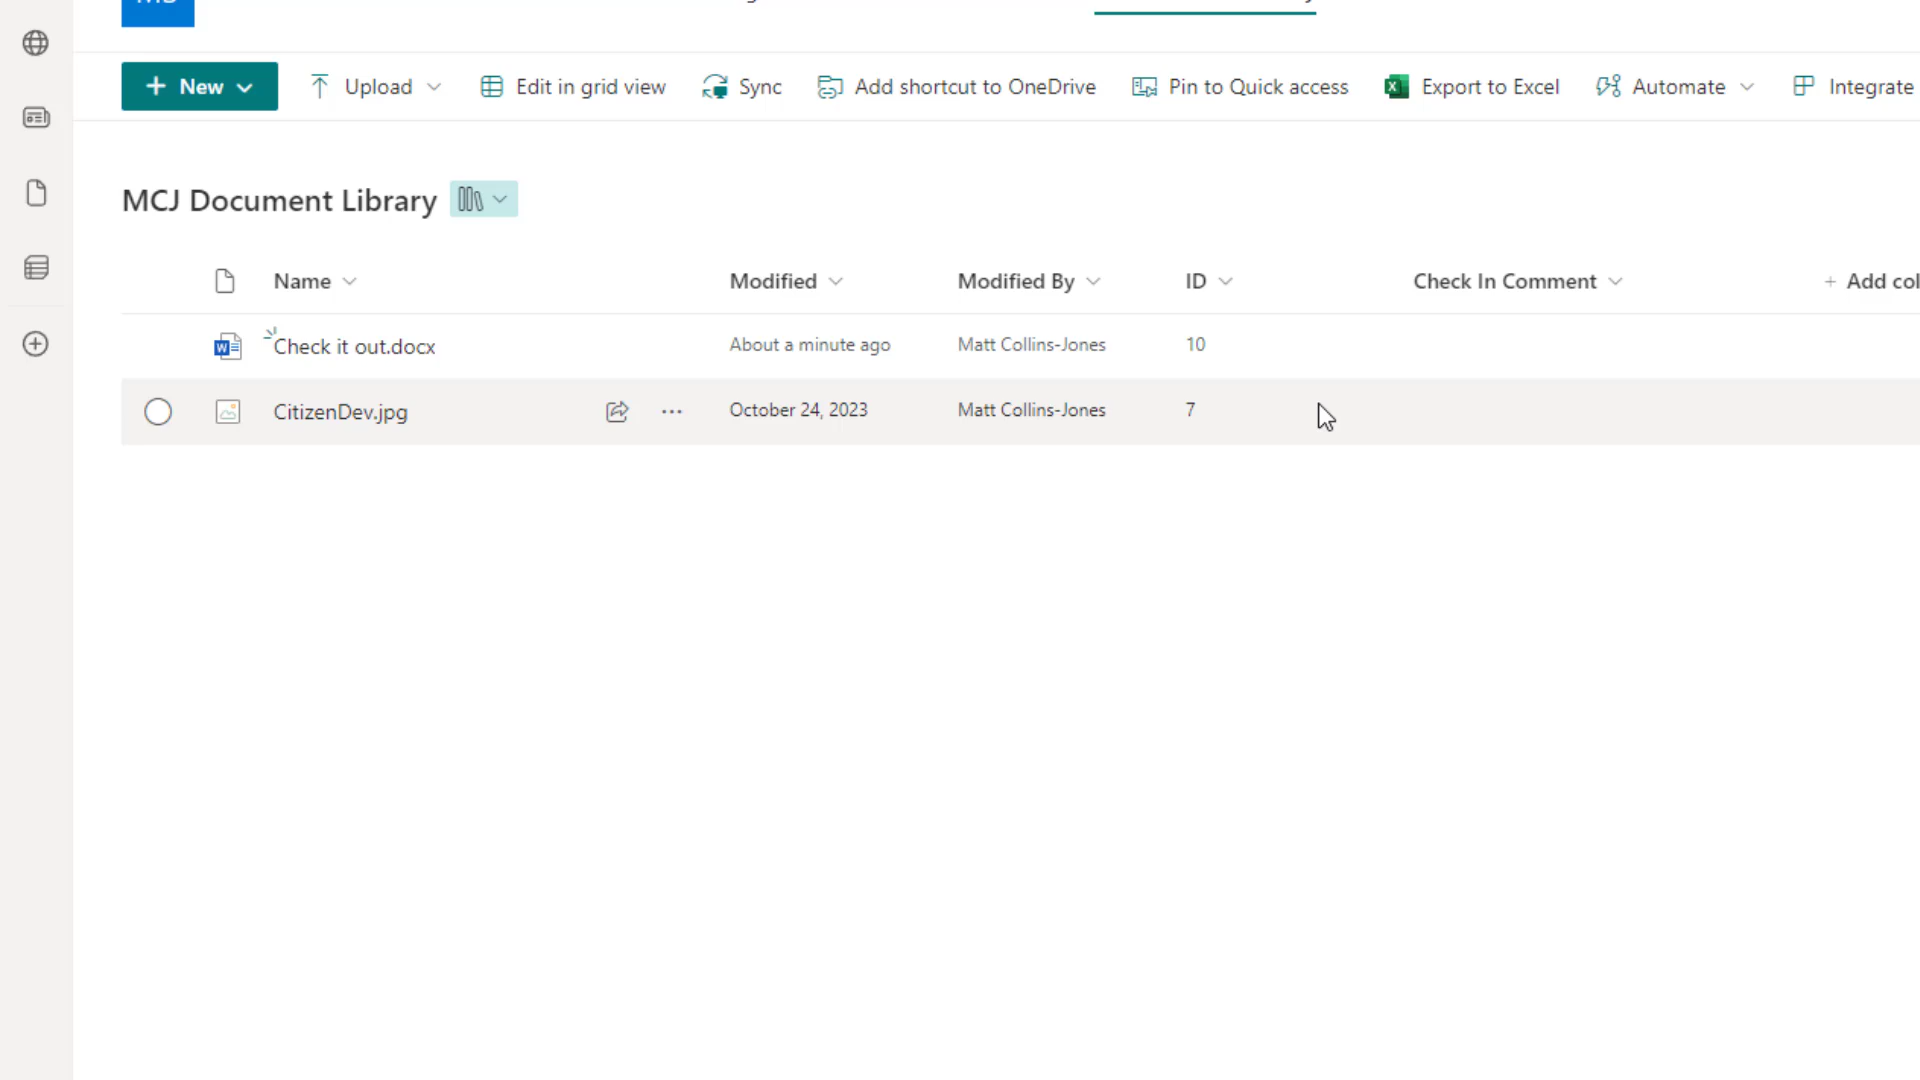 New
Upload
Edit in grid view
Sync
Add shortcut to OneDrive
Pin to Quick access
Export to Excel
Automate
Integrate
MCJ Document Library
Name
Modified
Modified By
ID
Check In Comment
+ Add col
Check it out.docx
About a minute ago
Matt Collins-Jones
10
CitizenDev.jpg
October 24, 2023
Matt Collins-Jones
7